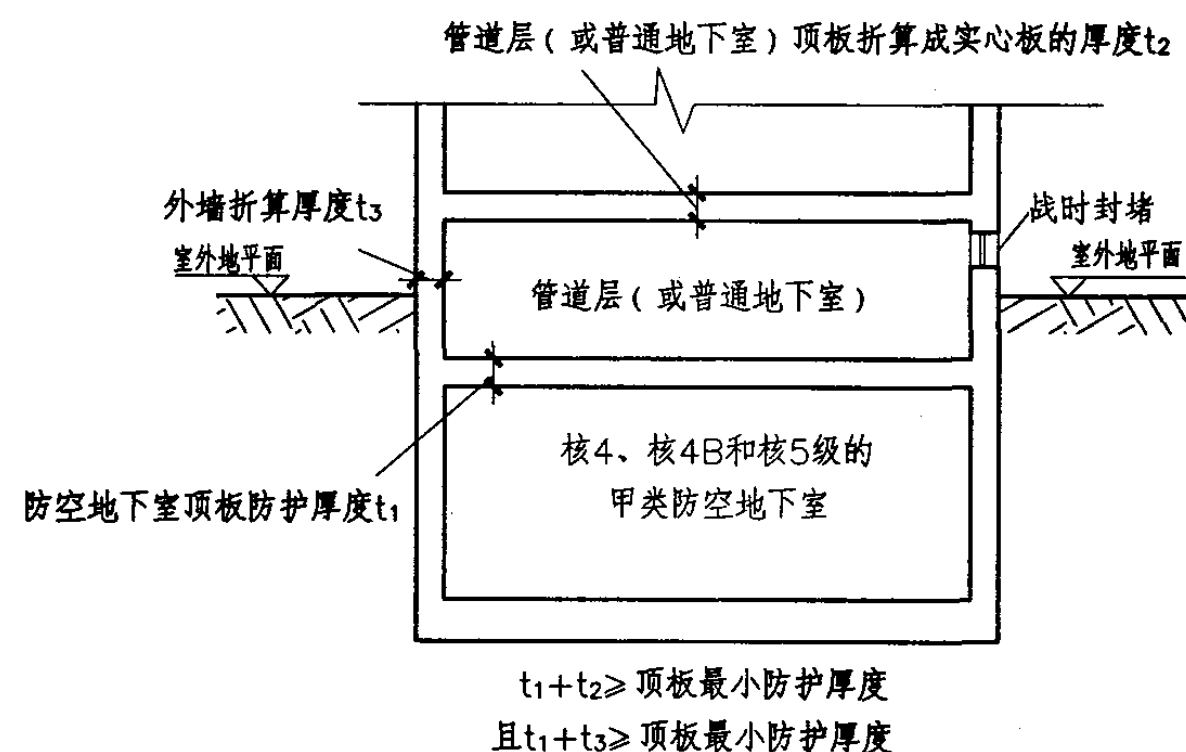 管道层(或普通地下室)顶板折算成实心板的厚度t₂
外墙折算厚度t₃
战时封堵
室外地平面
室外地平面
管道层(或普通地下室)
核4、核4B和核5级的
甲类防空地下室
防空地下室顶板防护厚度t₁
t₁+t₂≥顶板最小防护厚度
且t₁+t₃≥顶板最小防护厚度